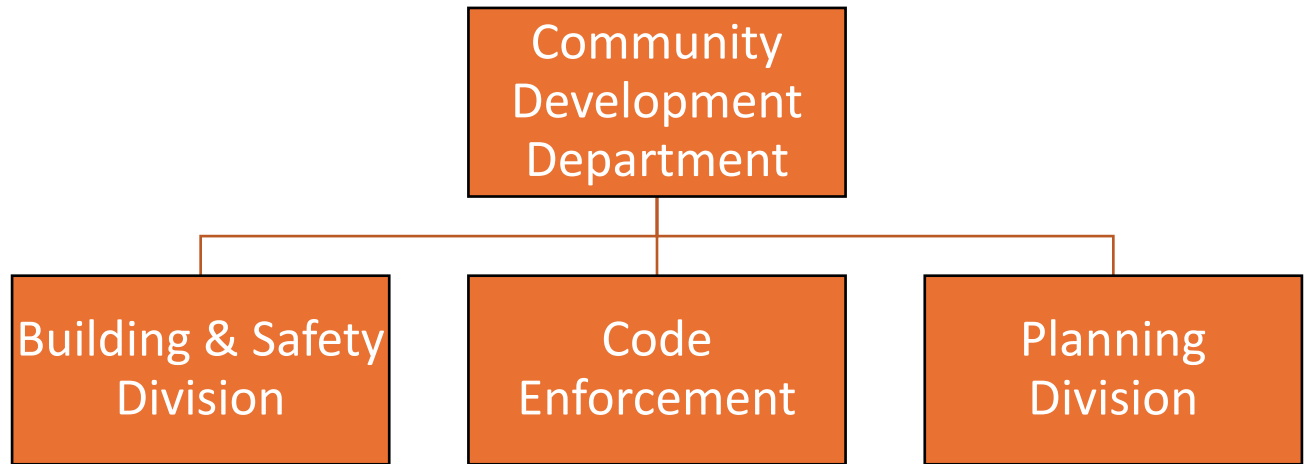 Community
Development
Department
Building & Safety
Division
Code
Enforcement
Planning
Division